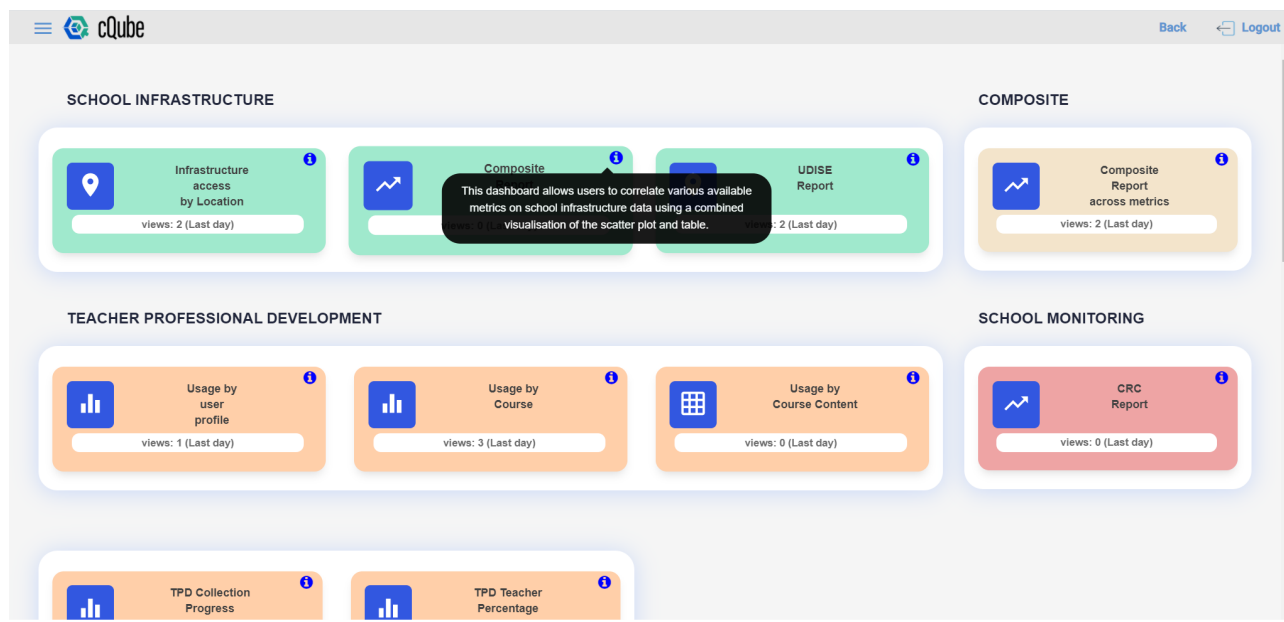 cQube
Back
Logout
SCHOOL INFRASTRUCTURE
COMPOSITE
Infrastructure
access
by Location
views: 2 (Last day)
Composite
This dashboard allows users to correlate various available
metrics on school infrastructure data using a combined
visualisation of the scatter plot and table.
views: 0
UDISE
Report
views: 2 (Last day)
Composite
Report
across metrics
views: 2 (Last day)
TEACHER PROFESSIONAL DEVELOPMENT
SCHOOL MONITORING
Usage by
user
profile
views: 1 (Last day)
Usage by
Course
views: 3 (Last day)
Usage by
Course Content
views: 0 (Last day)
CRC
Report
views: 0 (Last day)
TPD Collection
Progress
TPD Teacher
Percentage